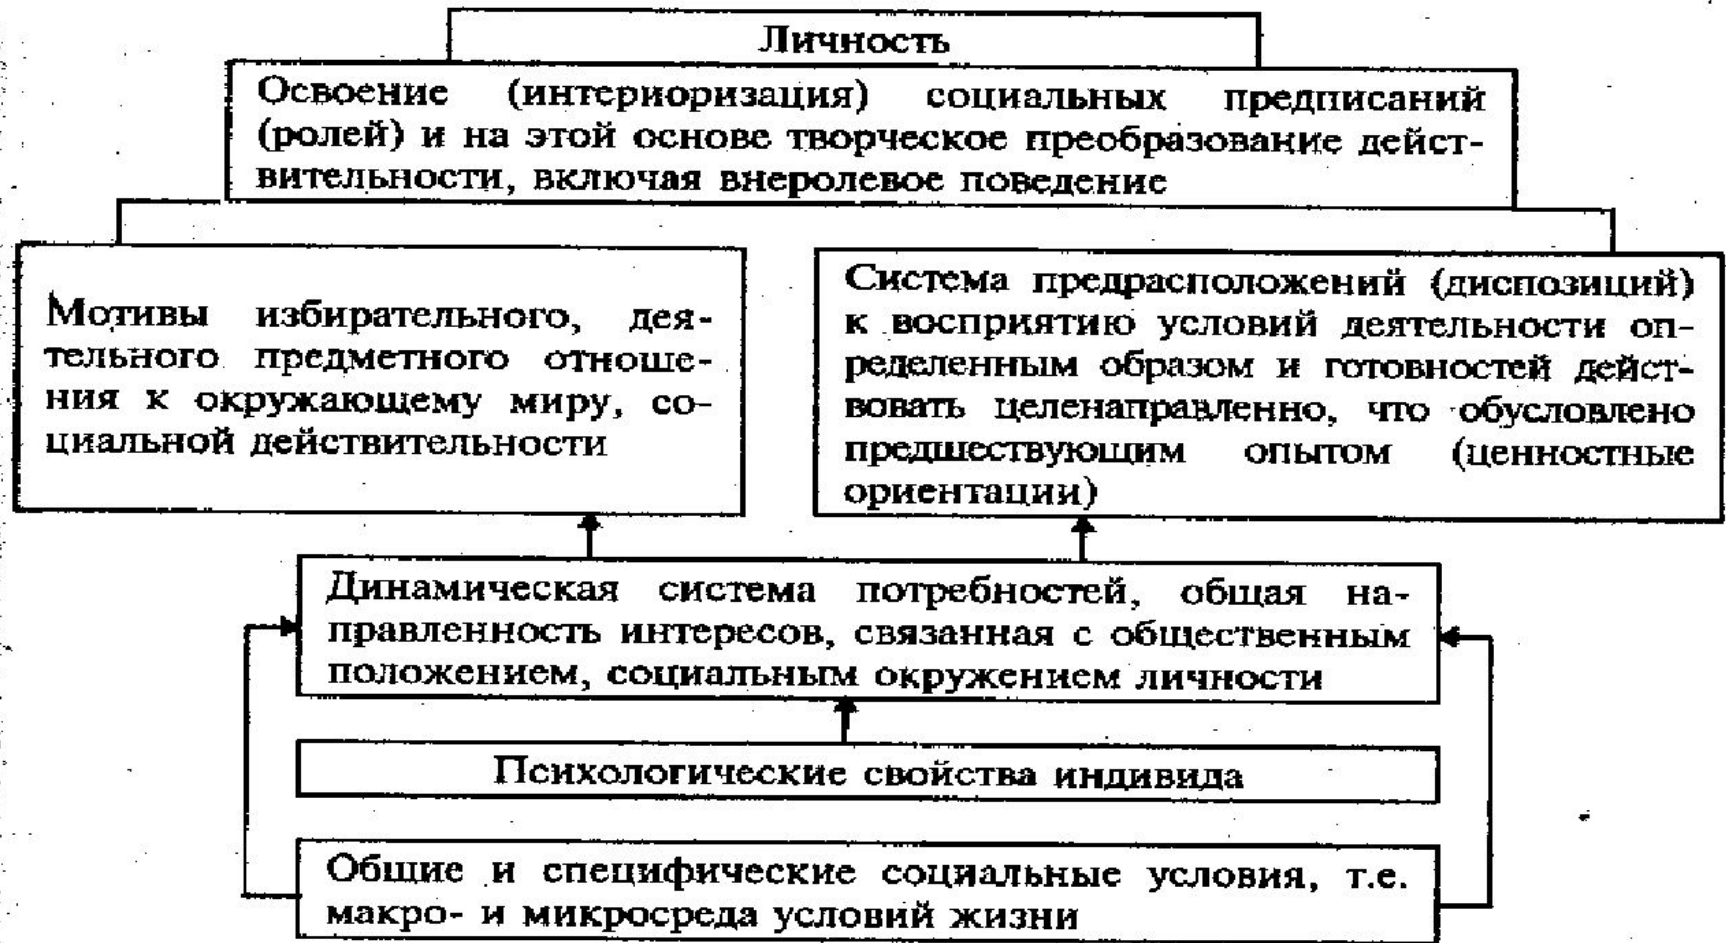 Личность
Освоение (интериоризация) социальных предписаний
(ролей) и на этой основе творческое преобразование дейст-
вительности, включая внеролевое поведение
Мотивы избирательного, дея-
тельного предметного отноше-
ния к окружающему миру, со-
циальной действительности
Система предрасположений (диспозиций)
к восприятию условий деятельности оп-
ределенным образом и готовностей дейст-
вовать целенаправленно, что обусловлено
предшествующим опытом (ценностные
ориентации)
Динамическая система потребностей, общая на-
правленность интересов, связанная с общественным
положением, социальным окружением личности
Психологические свойства индивида
Общие и специфические социальные условия, т.е.
макро- и микросреда условий жизни